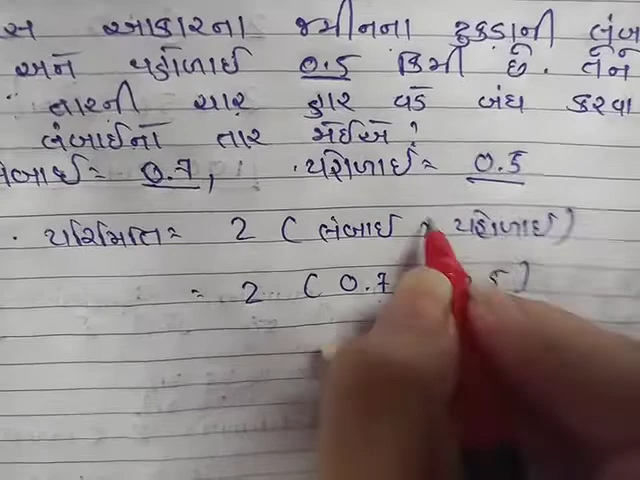 સ આકારના જમીનના ટુકડાની લંબ
અને પહોળાઈ 0.5 કિમી છે. તેન
તારની ચાર હાર વડે બંધ કરવા
લંબાઈનો તાર જોઈએ?
લંબાઈ = 0.7, પહોળાઈ = 0.5
પરિમિતિ = 2 ( લંબાઈ પહોળાઈ )
= 2 ( 0.7 5 )